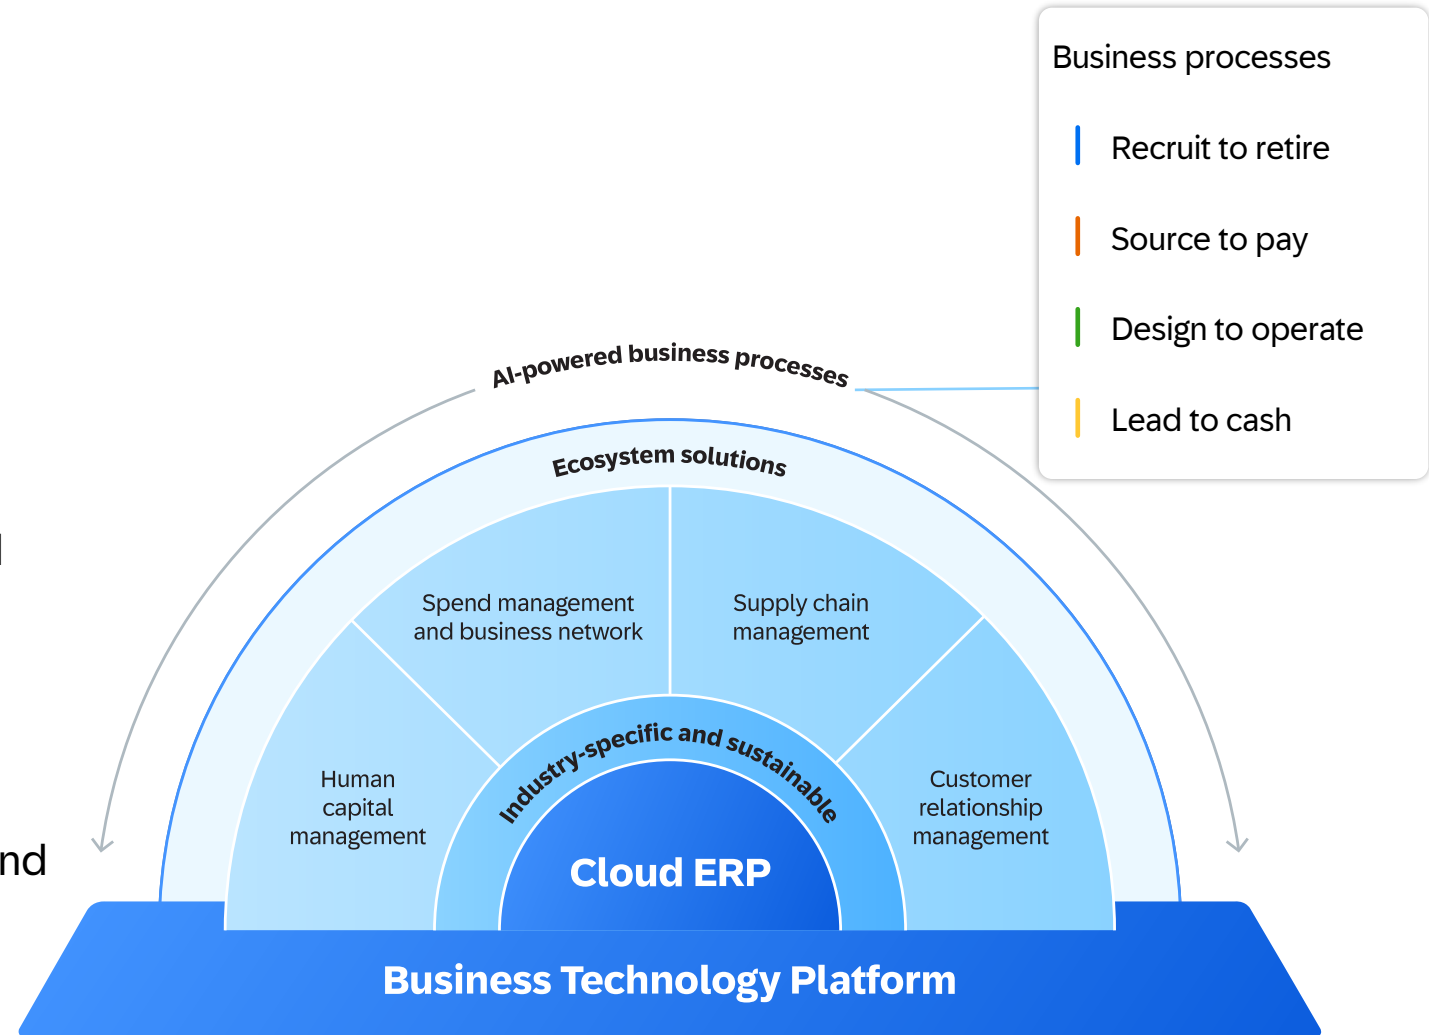 Business processes
Recruit to retire
Source to pay
Design to operate
Lead to cash
AI-powered business processes
Ecosystem solutions
Spend management
and business network
Supply chain
management
Human
capital
management
Customer
relationship
management
Industry-specific and sustainable
Cloud ERP
nd
Business Technology Platform